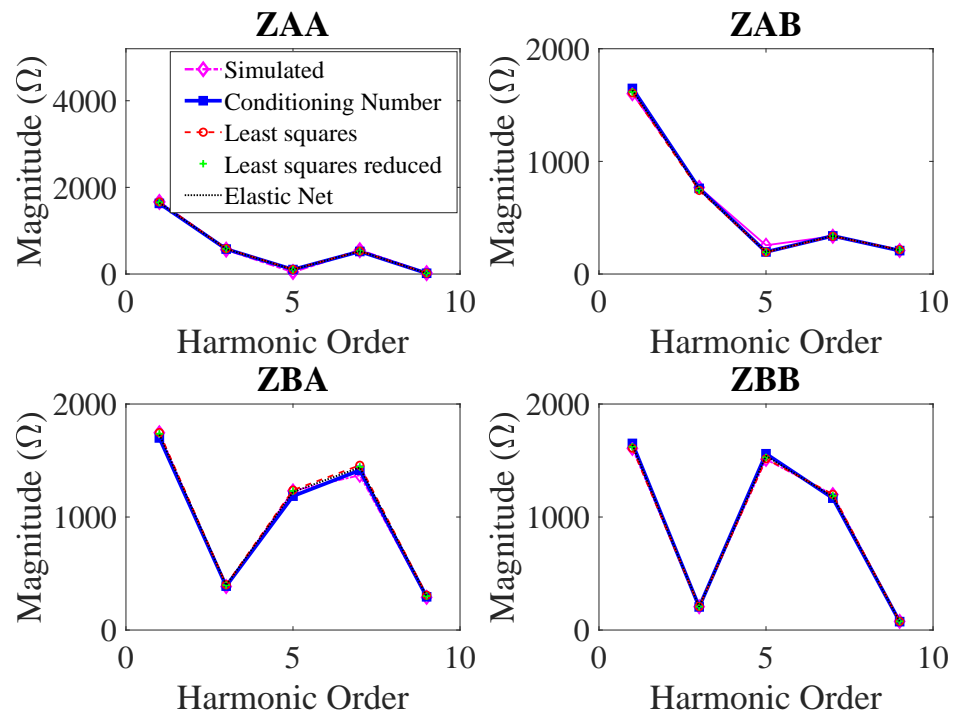 ZAA
Magnitude (Ω)
4000
2000
0
0
5
10
Harmonic Order
Simulated
Conditioning Number
Least squares
Least squares reduced
Elastic Net
ZAB
Magnitude (Ω)
2000
1000
0
0
5
10
Harmonic Order
ZBA
Magnitude (Ω)
2000
1000
0
0
5
10
Harmonic Order
ZBB
Magnitude (Ω)
2000
1000
0
0
5
10
Harmonic Order